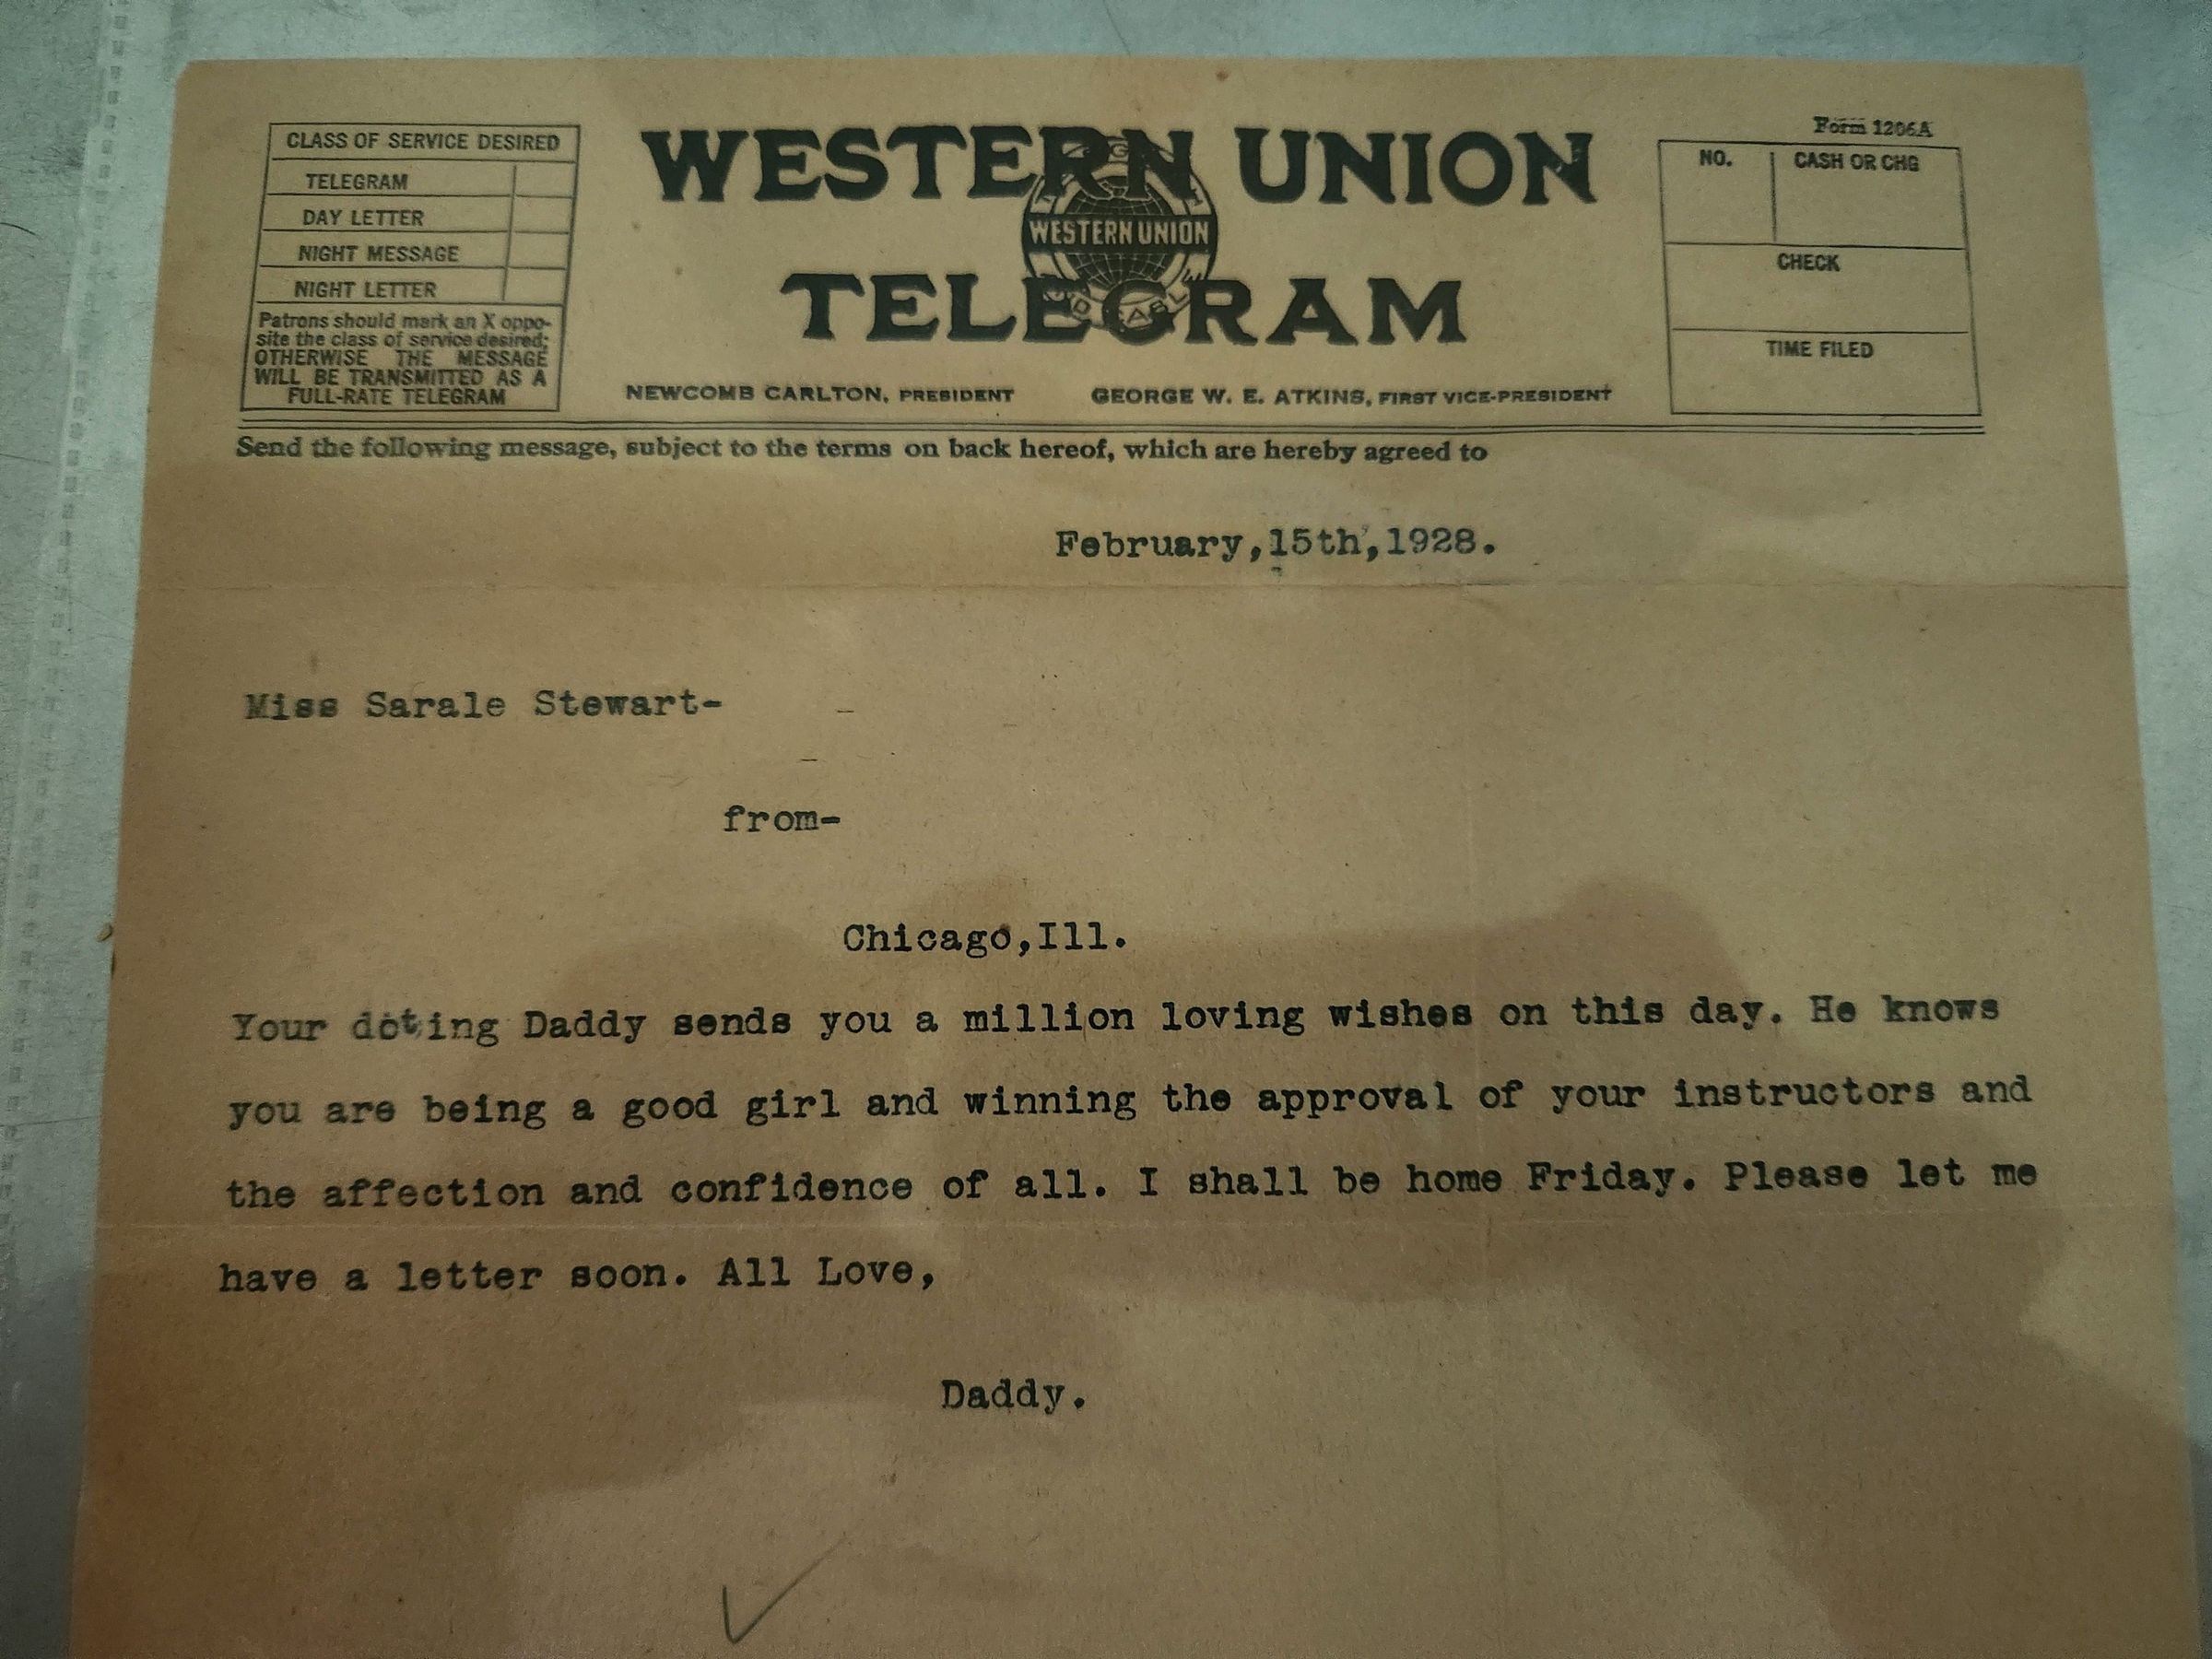 Form 1206A
CLASS OF SERVICE DESIRED
TELEGRAM
DAY LETTER
NIGHT MESSAGE
NIGHT LETTER
Patrons should mark an X oppo-
site the class of service desired;
OTHERWISE THE MESSAGE
WILL BE TRANSMITTED AS A
FULL-RATE TELEGRAM
WESTERN UNION
WESTERN UNION
TELEGRAM
NEWCOMB CARLTON, PRESIDENT
GEORGE W. E. ATKINS, FIRST VICE-PRESIDENT
NO.
CASH OR CHG
CHECK
TIME FILED
Send the following message, subject to the terms on back hereof, which are hereby agreed to
February,15th,1928.
Miss Sarale Stewart-
from-
Chicago,Ill.
Your doting Daddy sends you a million loving wishes on this day. He knows
you are being a good girl and winning the approval of your instructors and
the affection and confidence of all. I shall be home Friday. Please let me
have a letter soon. All Love,
Daddy.